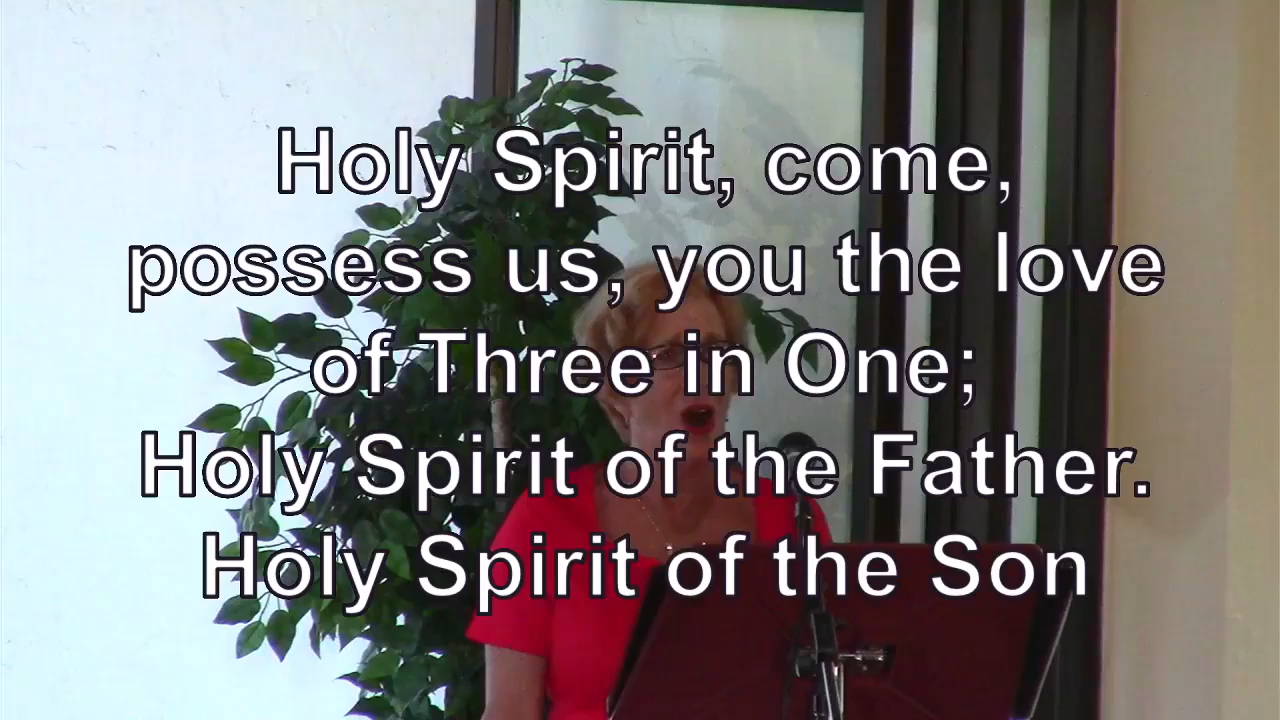 Holy Spirit, come,
possess us, you the love
of Three in One;
Holy Spirit of the Father.
Holy Spirit of the Son